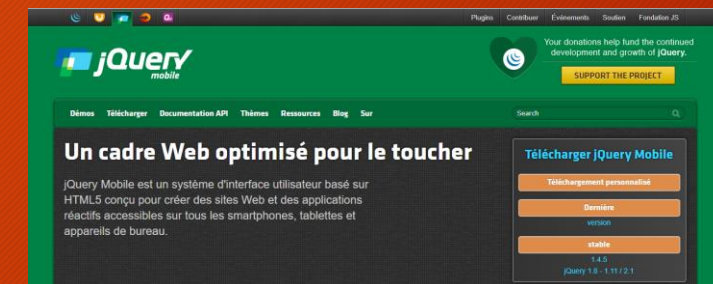 Plugins Contribuer Événements Soutien Fondation JS
jQuery
mobile
Your donations help fund the continued
development and growth of jQuery.
SUPPORT THE PROJECT
Démos Télécharger Documentation API Thèmes Ressources Blog Sur
Search
Un cadre Web optimisé pour le toucher
jQuery Mobile est un système d'interface utilisateur basé sur
HTML5 conçu pour créer des sites Web et des applications
réactifs accessibles sur tous les smartphones, tablettes et
appareils de bureau.
Télécharger jQuery Mobile
Téléchargement personnalisé
Dernière
version
stable
1.4.5
jQuery 1.8 - 1.11 / 2.1